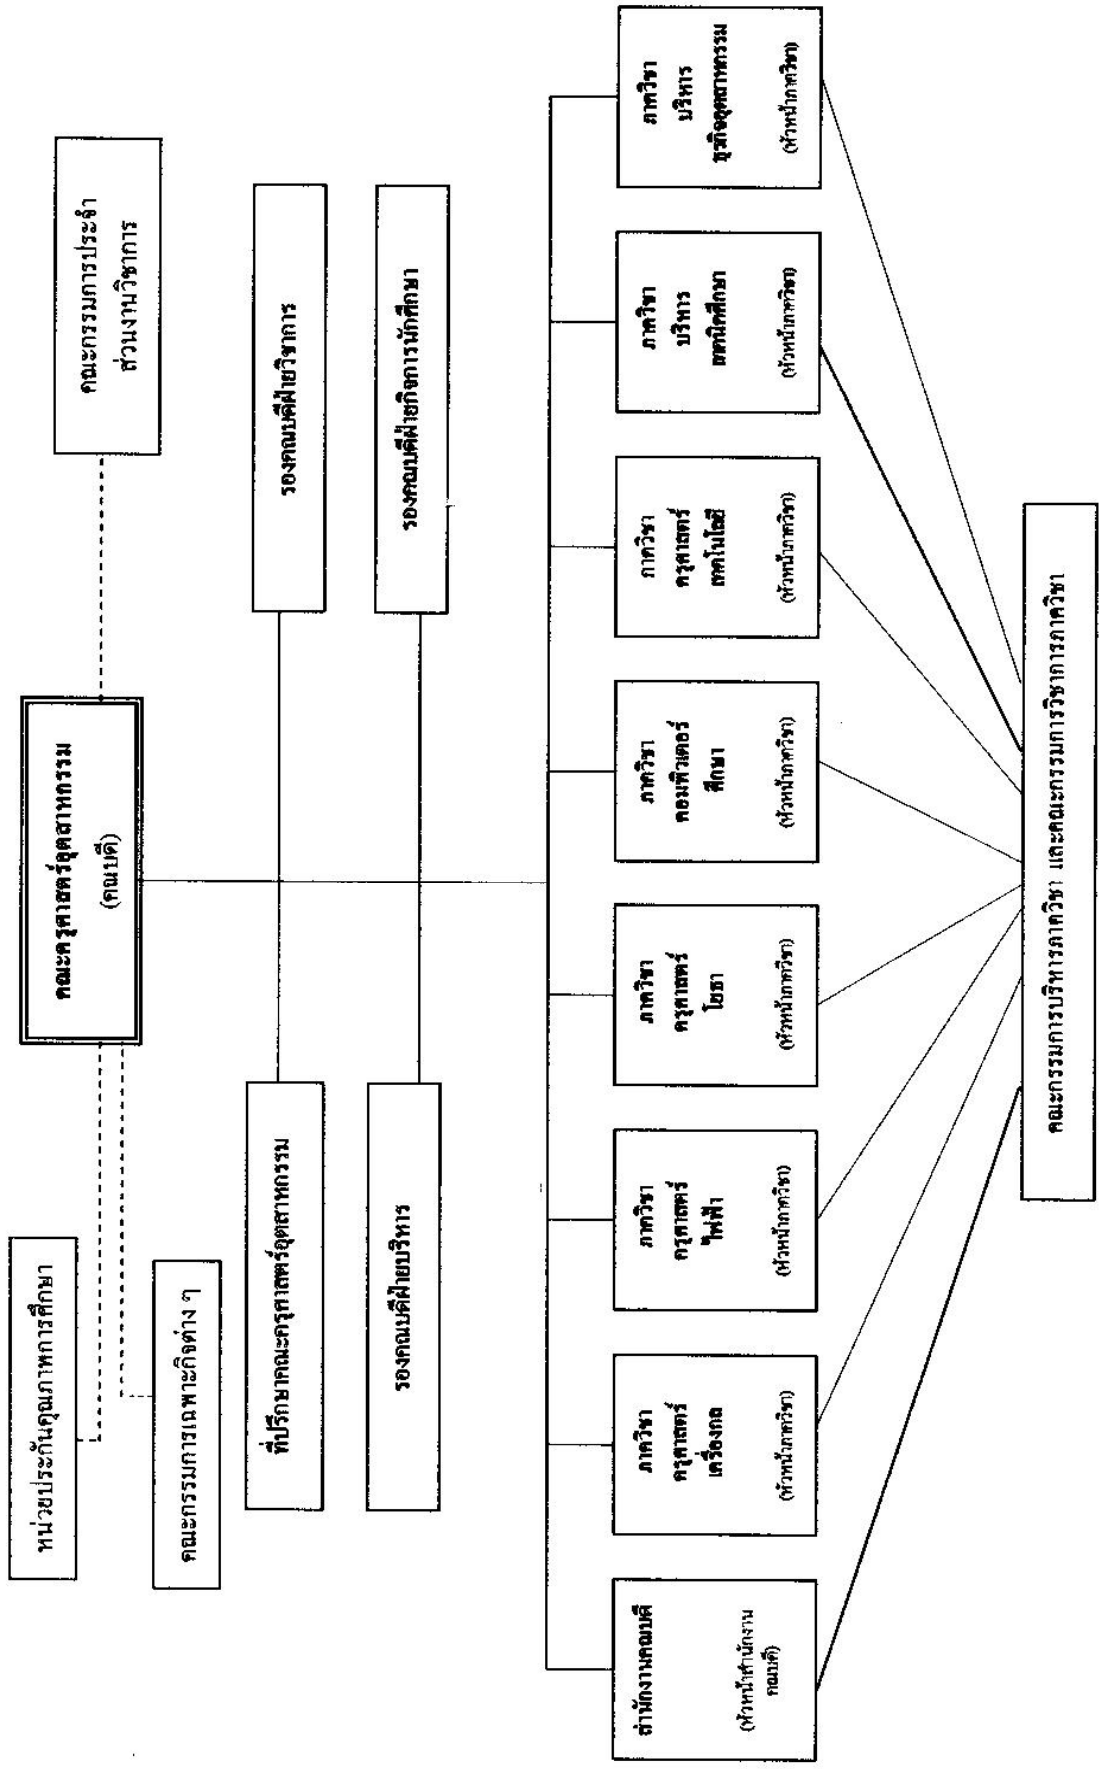 คณะครุศาสตร์อุตสาหกรรม
(คณบดี)
หน่วยประกันคุณภาพการศึกษา
คณะกรรมการเฉพาะกิจต่าง ๆ
คณะกรรมการประจำ
ส่วนงานวิชาการ
ที่ปรึกษาคณะครุศาสตร์อุตสาหกรรม
รองคณบดีฝ่ายวิชาการ
รองคณบดีฝ่ายบริหาร
รองคณบดีฝ่ายกิจการนักศึกษา
สำนักงานคณบดี
(หัวหน้าสำนักงาน
คณบดี)
ภาควิชา
ครุศาสตร์
เครื่องกล
(หัวหน้าภาควิชา)
ภาควิชา
ครุศาสตร์
ไฟฟ้า
(หัวหน้าภาควิชา)
ภาควิชา
ครุศาสตร์
โยธา
(หัวหน้าภาควิชา)
ภาควิชา
คอมพิวเตอร์
ศึกษา
(หัวหน้าภาควิชา)
ภาควิชา
ครุศาสตร์
เทคโนโลยี
(หัวหน้าภาควิชา)
ภาควิชา
บริหาร
เทคนิคศึกษา
(หัวหน้าภาควิชา)
ภาควิชา
บริหาร
ธุรกิจอุตสาหกรรม
(หัวหน้าภาควิชา)
คณะกรรมการบริหารภาควิชา และคณะกรรมการวิชาการภาควิชา